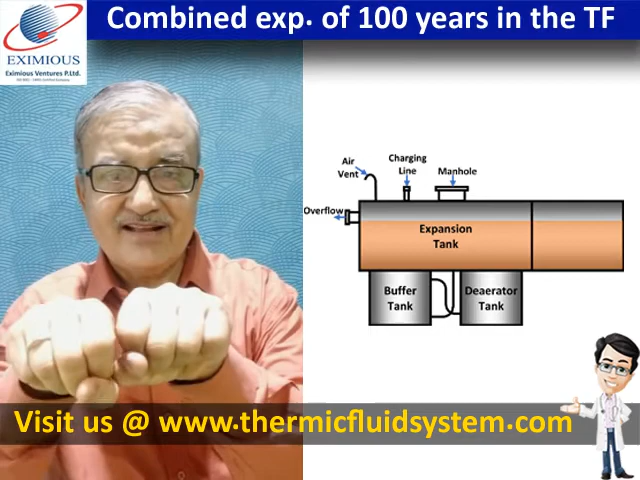 Combined exp. of 100 years in the TF
EXIMIOUS
Eximious Ventures P.Ltd.
Air
Vent
Charging
Line
Manhole
Overflow
Expansion
Tank
Buffer
Tank
Deaerator
Tank
Visit us @ www.thermicfluidsystem.com